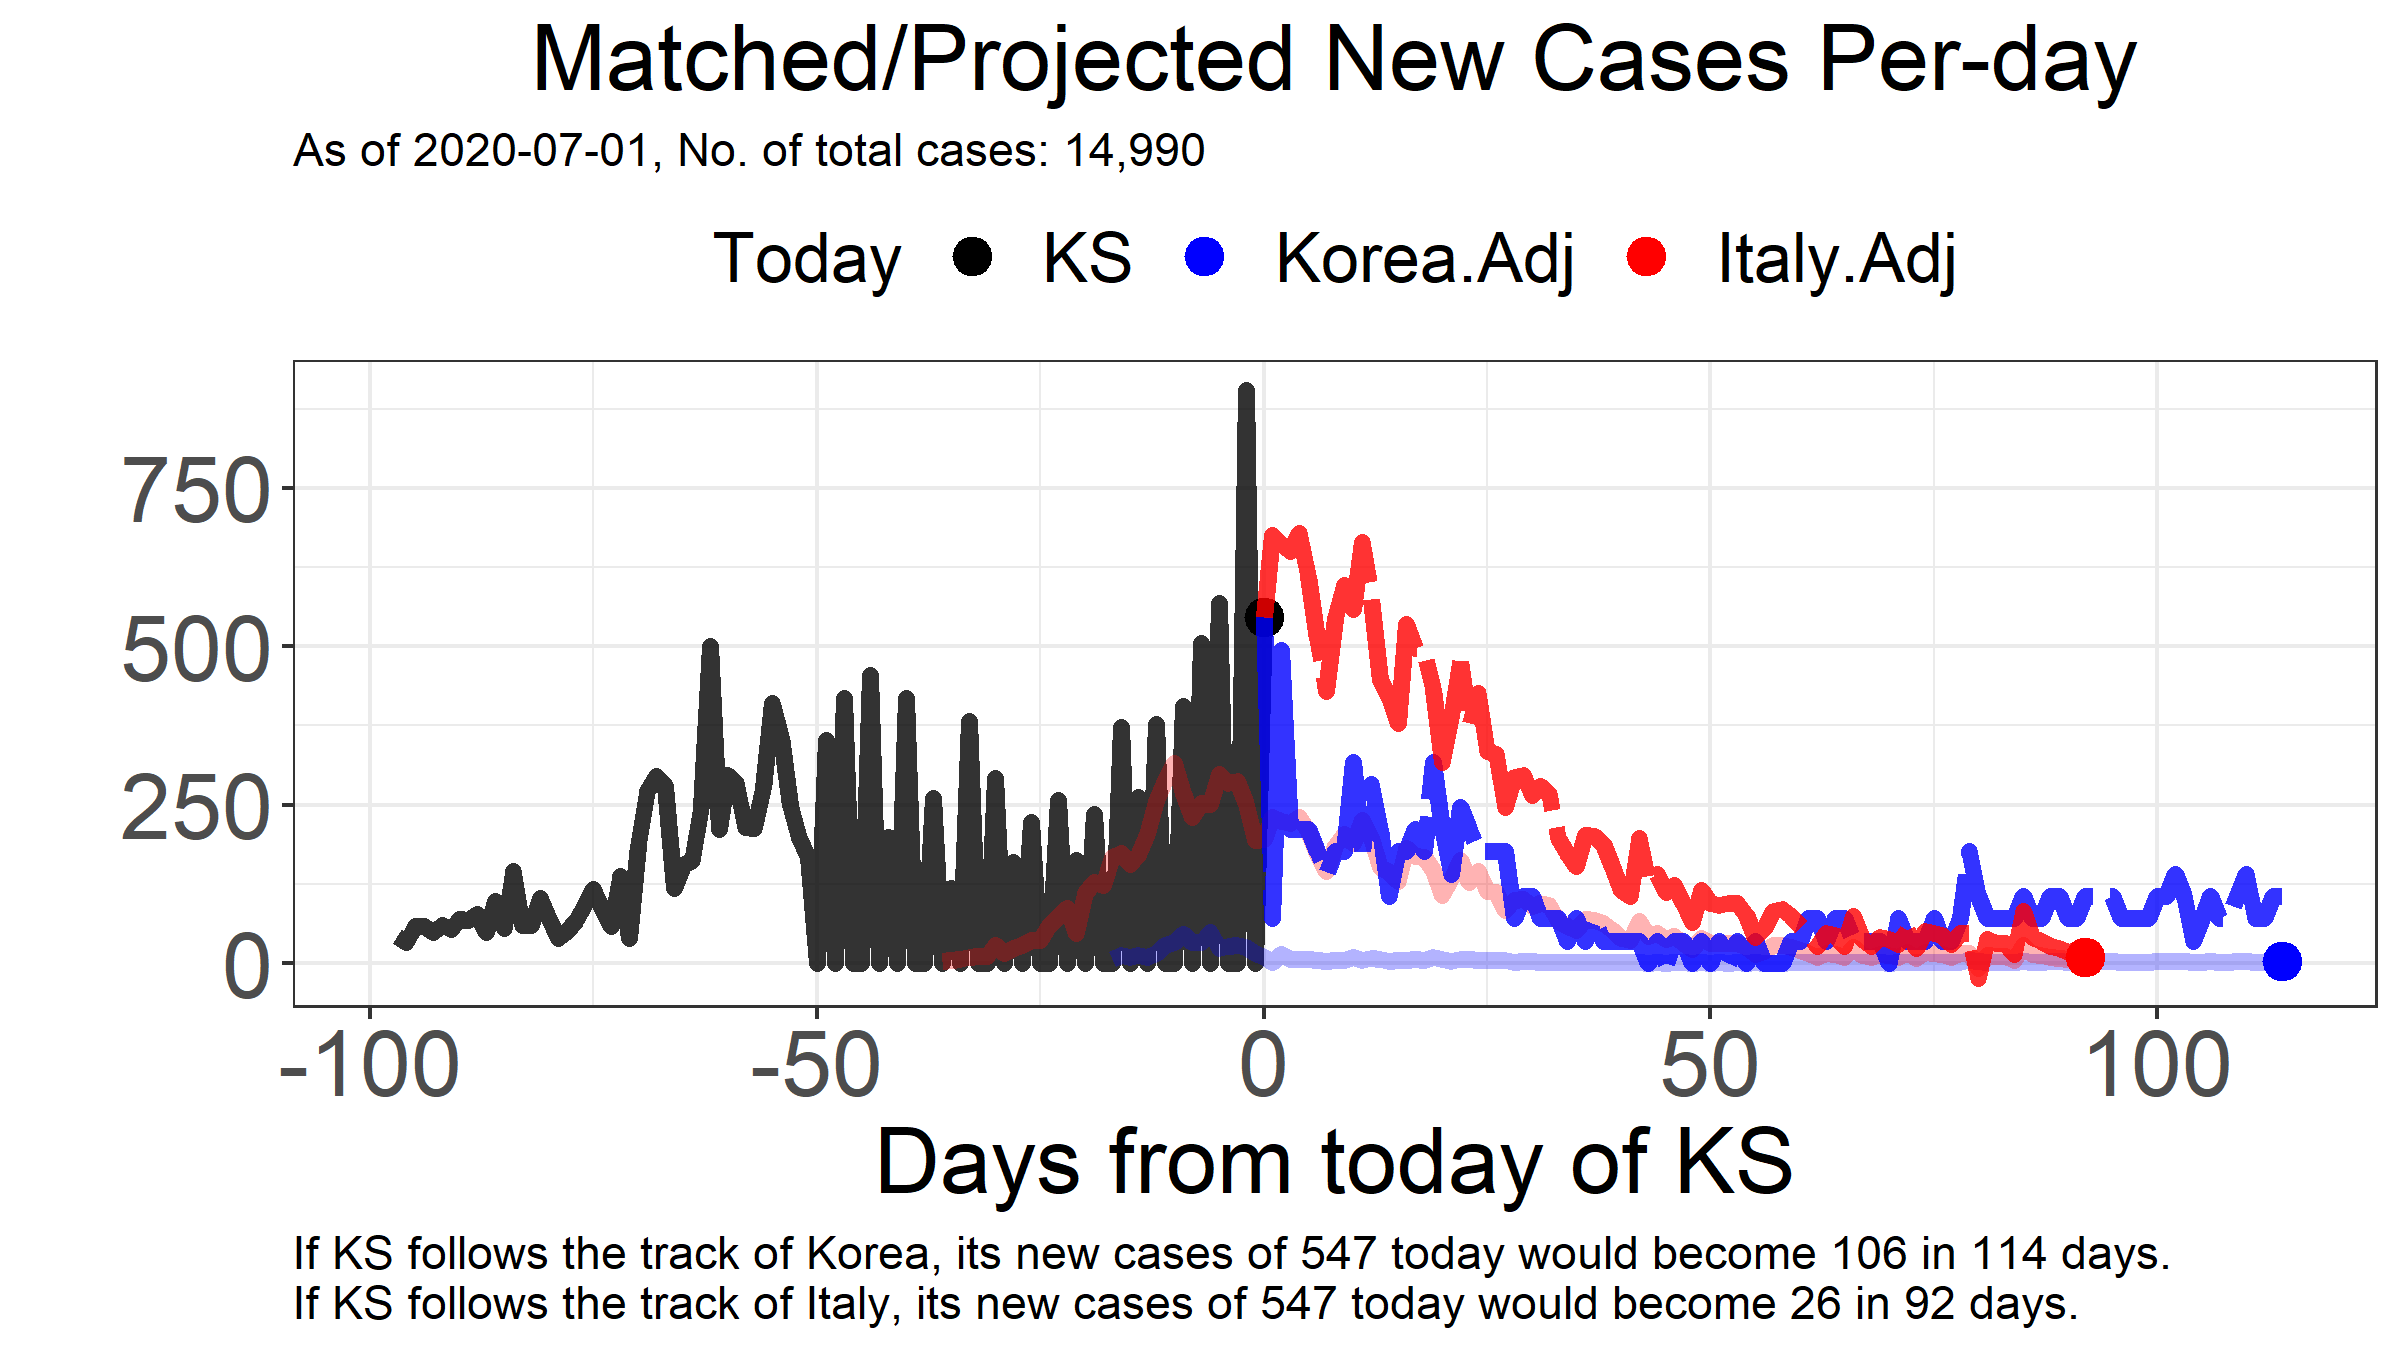 Matched/Projected New Cases Per-day
As of 2020-07-01, No. of total cases: 14,990
Today KS Korea.Adj Italy.Adj
750
500
250
0
-100 -50 0 50 100
Days from today of KS
If KS follows the track of Korea, its new cases of 547 today would become 106 in 114 days.
If KS follows the track of Italy, its new cases of 547 today would become 26 in 92 days.